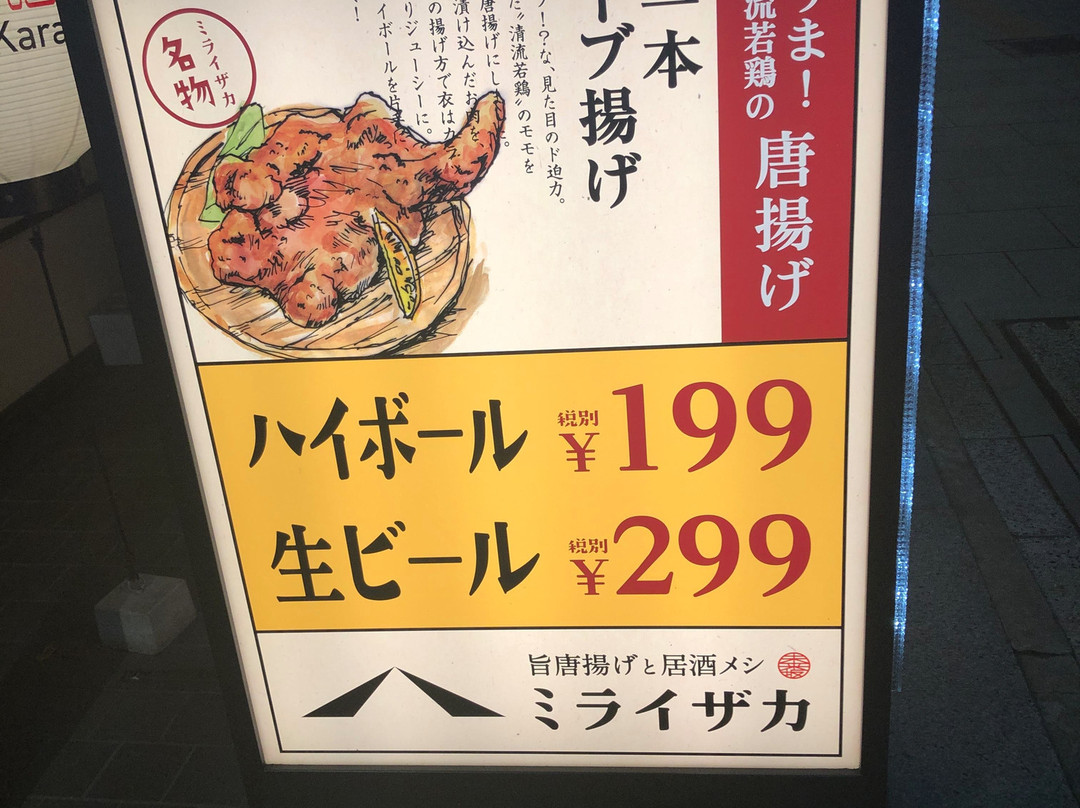 Kara
ミライザカ
名物
うま！
清流若鶏の 唐揚げ
一本
ーブ揚げ
！？な、見た目のド迫力。
た〝清流若鶏〟のモモを
唐揚げにし
漬け込んだお肉を
の揚げ方で衣はカ
リジューシーに。
イボールを片
！
ハイボール 税別 ¥199
生ビール 税別 ¥299
旨唐揚げと居酒メシ
ミライザカ